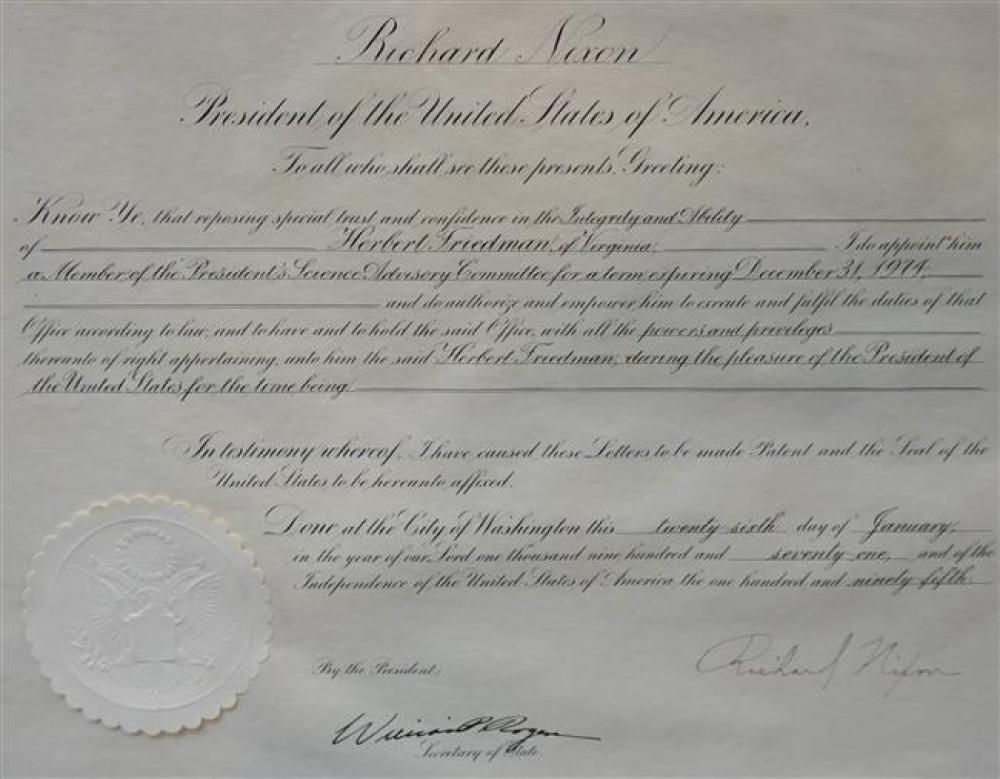 Richard Nixon
President of the United States of America.
To all who shall see these presents, Greeting:
Know Ye, that reposing special trust and confidence in the Integrity and Ability
of Herbert Friedman, of Virginia, I do appoint him
a Member of the President's Science Advisory Committee for a term expiring December 31, 1974,
and do authorize and empower him to execute and fulfil the duties of that
Office according to law, and to have and to hold the said Office, with all the powers and privileges
thereunto of right appertaining, unto him the said Herbert Friedman, during the pleasure of the President of
the United States for the time being.
In testimony whereof, I have caused these Letters to be made Patent and the Seal of the
United States to be hereunto affixed.
Done at the City of Washington this twenty-sixth day of January,
in the year of our Lord one thousand nine hundred and seventy-one, and of the
Independence of the United States of America the one hundred and ninety-fifth.
Richard Nixon
By the President:
William P. Rogers
Secretary of State.